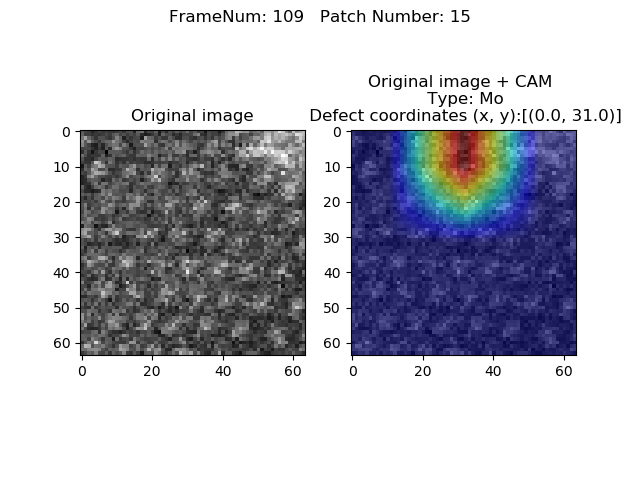 FrameNum: 109   Patch Number: 15
Original image
0
10
20
30
40
50
60
0 20 40 60
Original image + CAM
Type: Mo
Defect coordinates (x, y):[(0.0, 31.0)]
0
10
20
30
40
50
60
0 20 40 60